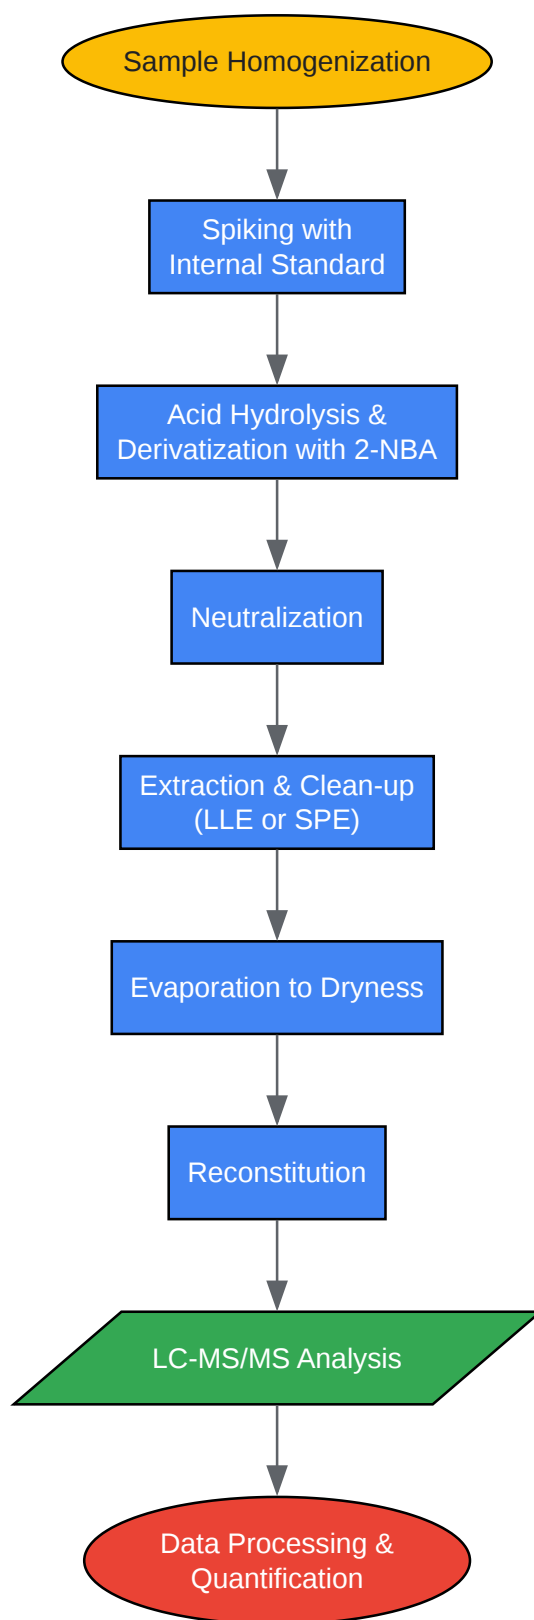 Sample Homogenization
Spiking with
Internal Standard
Acid Hydrolysis &
Derivatization with 2-NBA
Neutralization
Extraction & Clean-up
(LLE or SPE)
Evaporation to Dryness
Reconstitution
LC-MS/MS Analysis
Data Processing &
Quantification